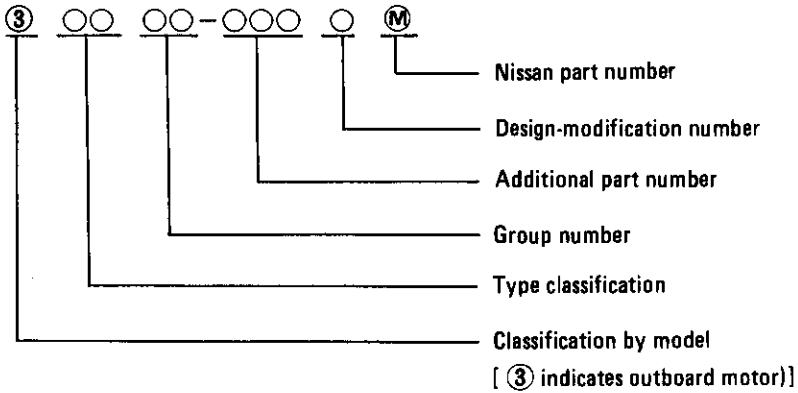 ③ ○○ ○○-○○○ ○ Ⓜ
Nissan part number
Design-modification number
Additional part number
Group number
Type classification
Classification by model
[ ③ indicates outboard motor)]